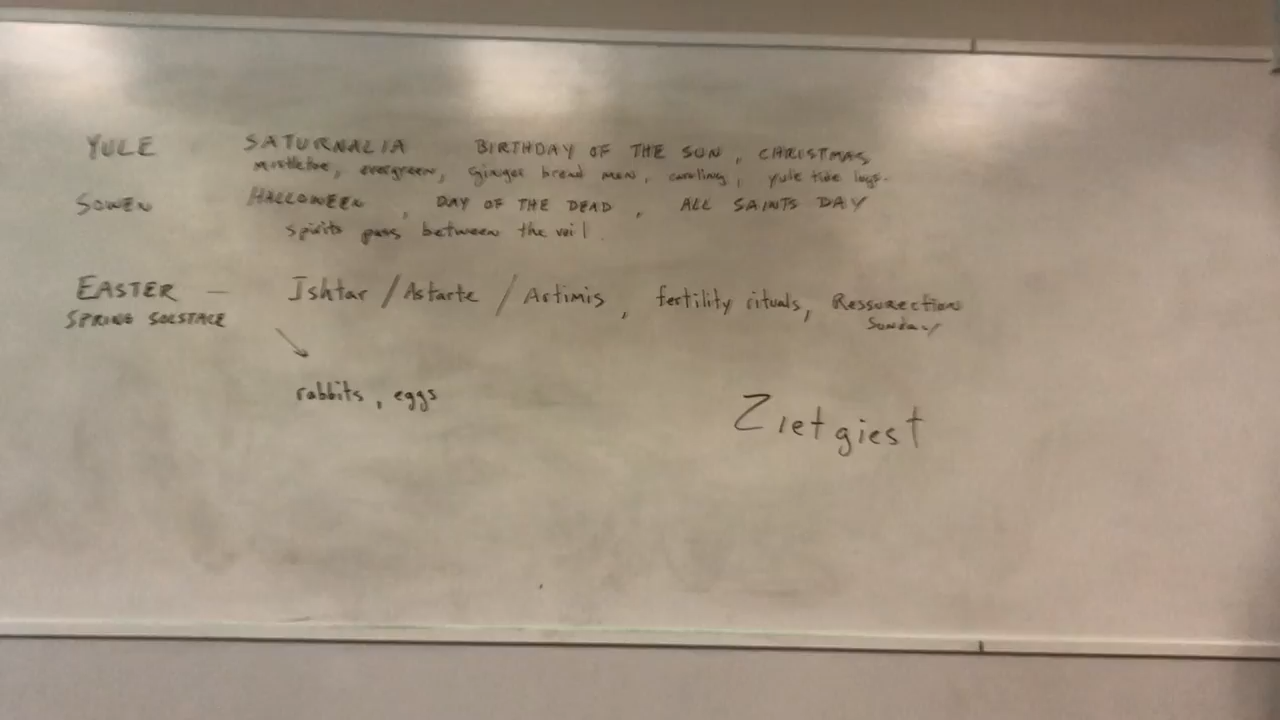 YULE SATURNALIA BIRTHDAY OF THE SUN, CHRISTMAS
mistletoe, evergreen, ginger bread men, caroling, yule tide logs.
SOWEN HALLOWEEN, DAY OF THE DEAD, ALL SAINTS DAY
spirits pass between the veil.
EASTER — Ishtar / Astarte / Artimis, fertility rituals, Ressurection
SPRING SOLSTACE Sunday
rabbits, eggs
Zietgiest